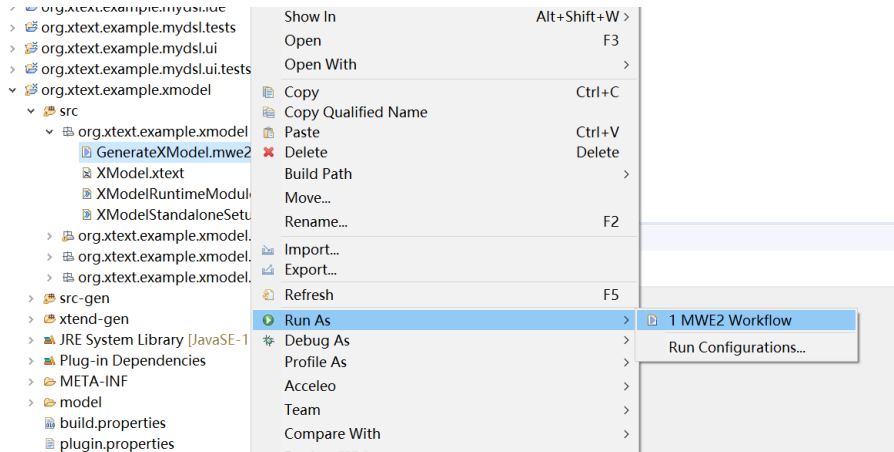 org.xtext.example.mydsl.ide
org.xtext.example.mydsl.tests
org.xtext.example.mydsl.ui
org.xtext.example.mydsl.ui.tests
org.xtext.example.xmodel
src
org.xtext.example.xmodel
GenerateXModel.mwe2
XModel.xtext
XModelRuntimeModul
XModelStandaloneSetu
org.xtext.example.xmodel.
org.xtext.example.xmodel.
org.xtext.example.xmodel.
src-gen
xtend-gen
JRE System Library [JavaSE-1
Plug-in Dependencies
META-INF
model
build.properties
plugin.properties
Show In Alt+Shift+W >
Open F3
Open With >
Copy Ctrl+C
Copy Qualified Name
Paste Ctrl+V
Delete Delete
Build Path >
Move...
Rename... F2
Import...
Export...
Refresh F5
Run As >
Debug As >
Profile As >
Acceleo >
Team >
Compare With >
1 MWE2 Workflow
Run Configurations...